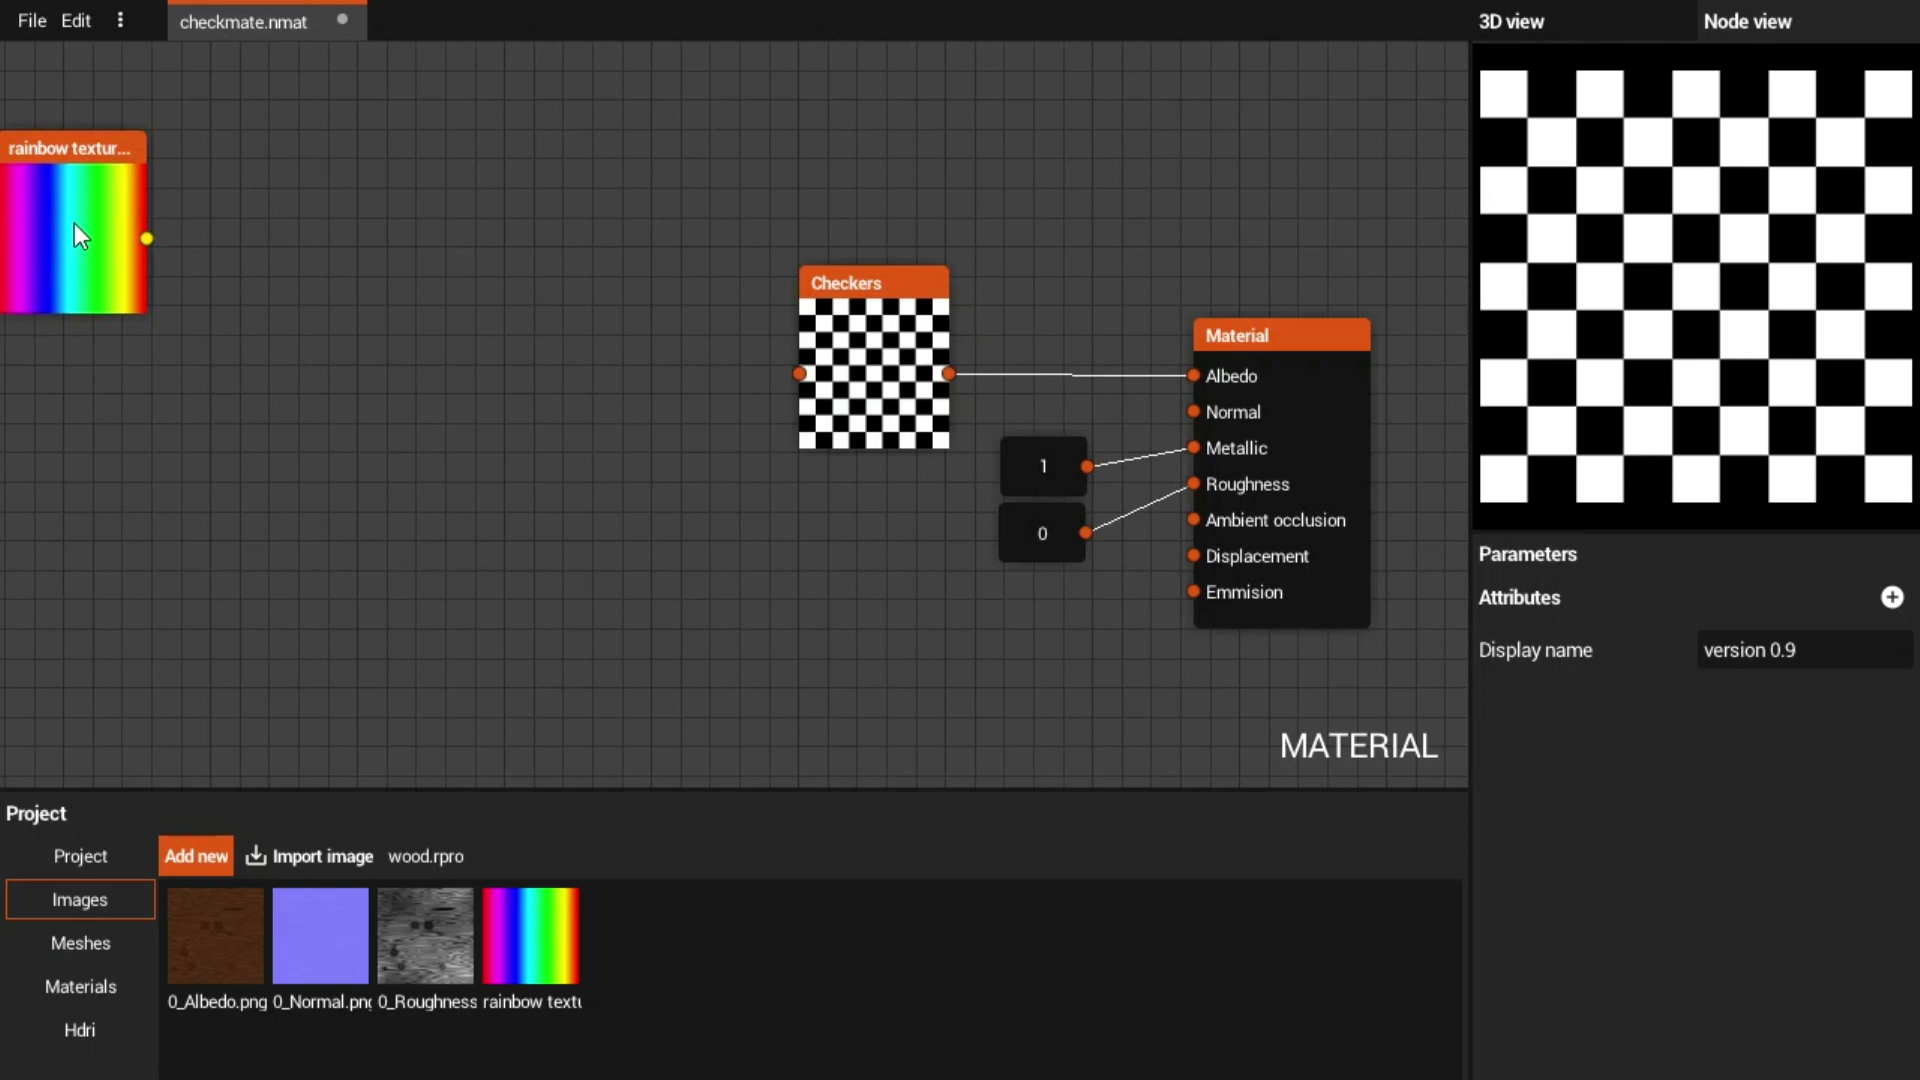 File Edit
checkmate.nmat
3D view
Node view
rainbow textur...
Checkers
Material
Albedo
Normal
Metallic
Roughness
Ambient occlusion
Displacement
Emmision
1
0
MATERIAL
Parameters
Attributes
Display name
version 0.9
Project
Project
Images
Meshes
Materials
Hdri
Add new
Import image
wood.rpro
0_Albedo.png
0_Normal.png
0_Roughness
rainbow textu